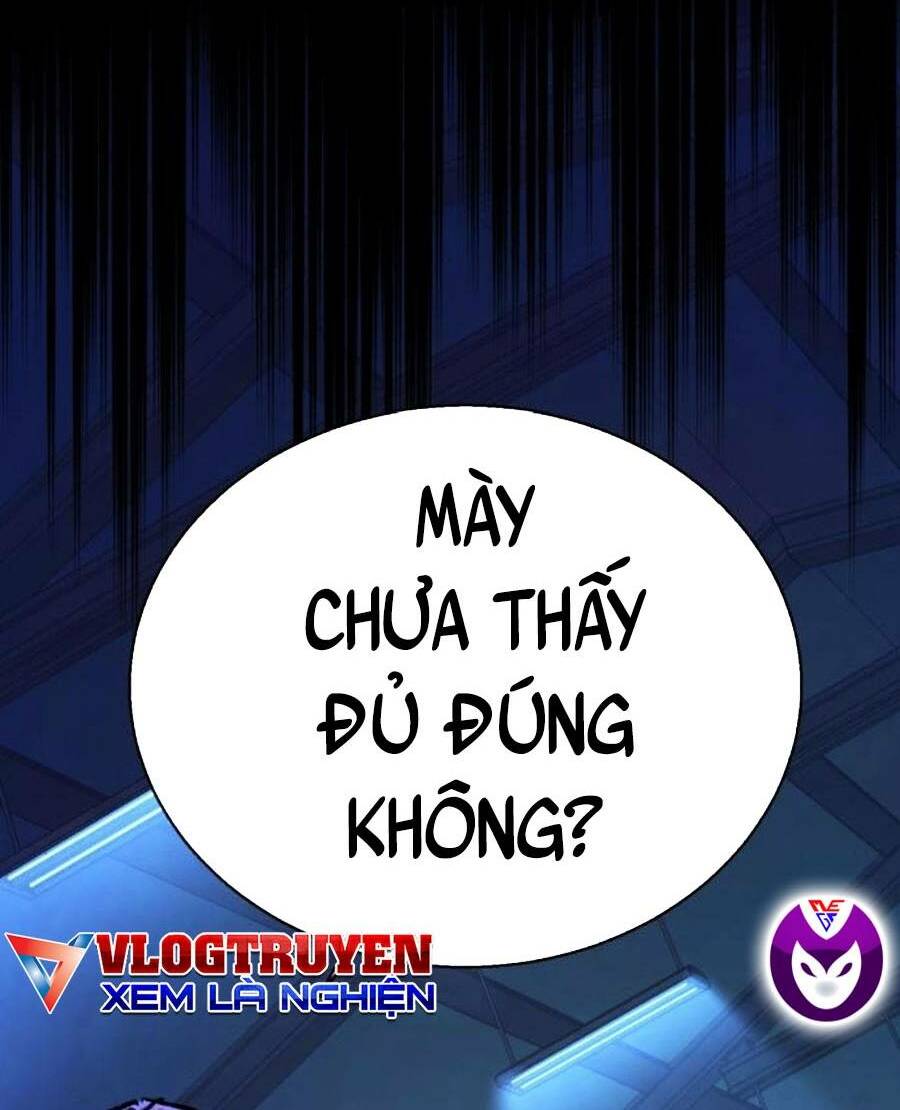 MÀY
CHƯA THẤY
ĐỦ ĐÚNG
KHÔNG?
VLOGTRUYEN
XEM LÀ NGHIỆN